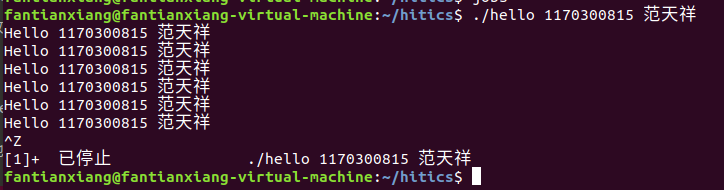 fantianxiang@fantianxiang-virtual-machine:~/hitics$ ./hello 1170300815 范天祥
Hello 1170300815 范天祥
Hello 1170300815 范天祥
Hello 1170300815 范天祥
Hello 1170300815 范天祥
Hello 1170300815 范天祥
Hello 1170300815 范天祥
^Z
[1]+  已停止               ./hello 1170300815 范天祥
fantianxiang@fantianxiang-virtual-machine:~/hitics$